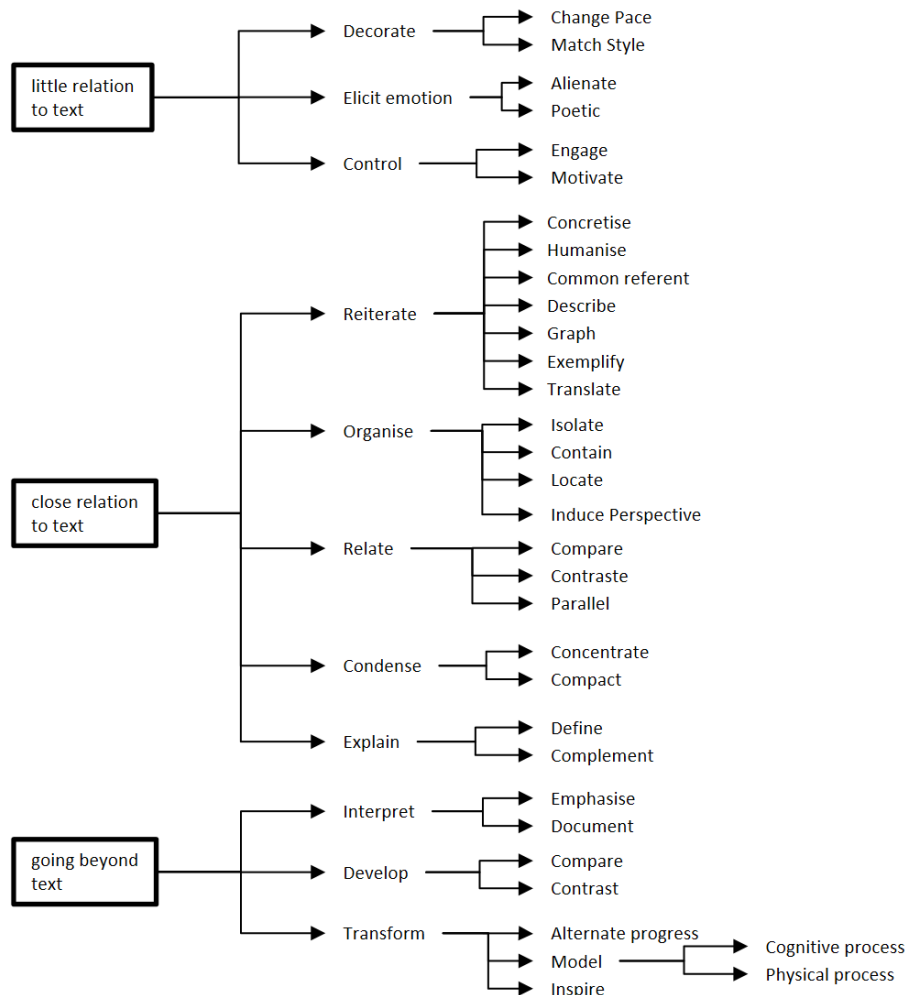 little relation
to text
Decorate
Change Pace
Match Style
Elicit emotion
Alienate
Poetic
Control
Engage
Motivate
close relation
to text
Reiterate
Concretise
Humanise
Common referent
Describe
Graph
Exemplify
Translate
Organise
Isolate
Contain
Locate
Induce Perspective
Relate
Compare
Contraste
Parallel
Condense
Concentrate
Compact
Explain
Define
Complement
going beyond
text
Interpret
Emphasise
Document
Develop
Compare
Contrast
Transform
Alternate progress
Model
Cognitive process
Physical process
Inspire